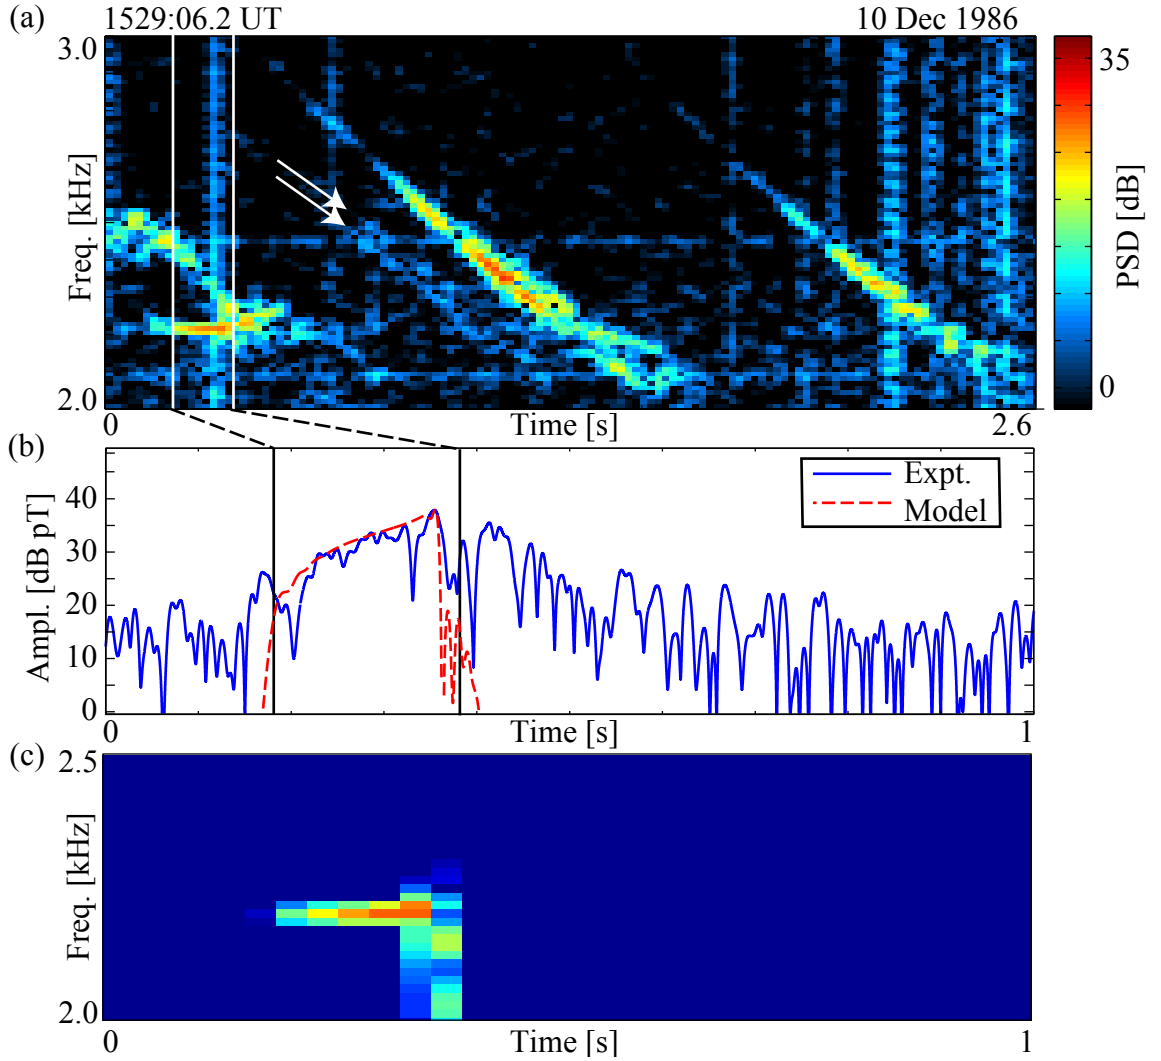 (a) 1529:06.2 UT 10 Dec 1986
3.0
Freq. [kHz]
2.0
0 Time [s] 2.6
35
PSD [dB]
0
(b)
Ampl. [dB pT]
40
30
20
10
0
Expt.
Model
0 Time [s] 1
(c)
2.5
Freq. [kHz]
2.0
0 Time [s] 1